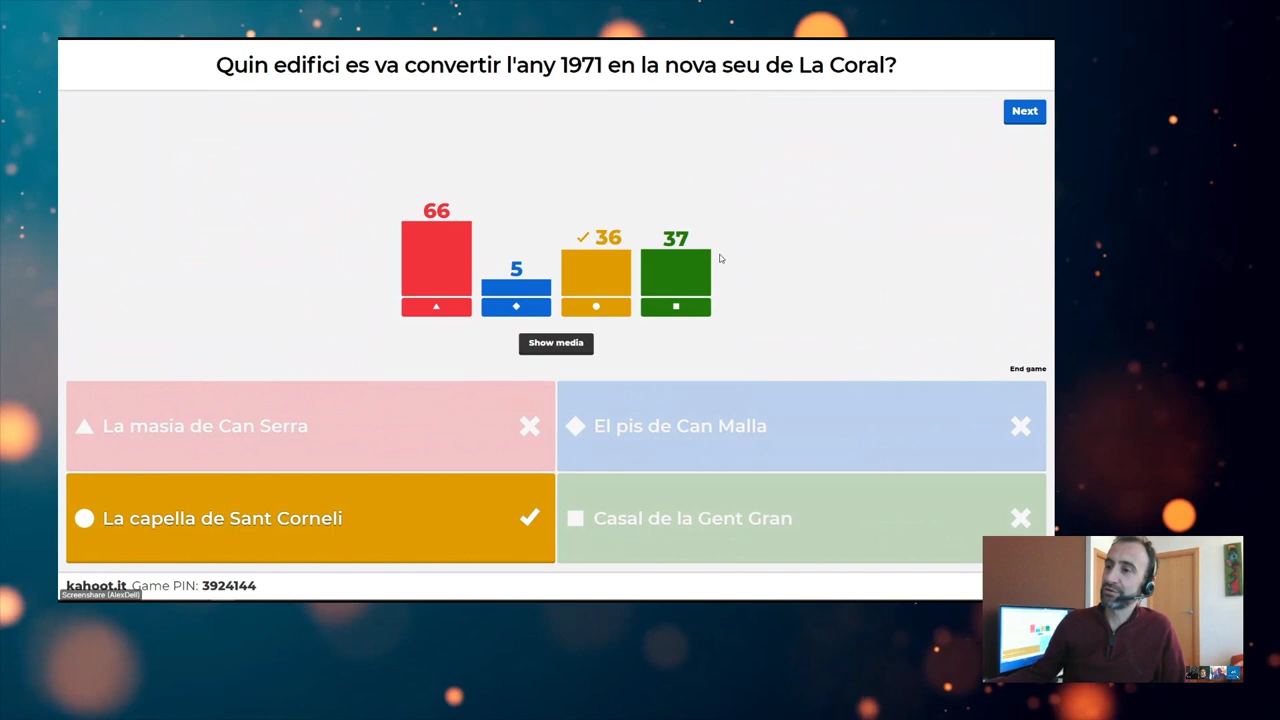 Quin edifici es va convertir l'any 1971 en la nova seu de La Coral?
Next
66
5
36
37
Show media
End game
La masia de Can Serra
El pis de Can Malla
La capella de Sant Corneli
Casal de la Gent Gran
kahoot.it Game PIN: 3924144
Screenshare (AlexDell)